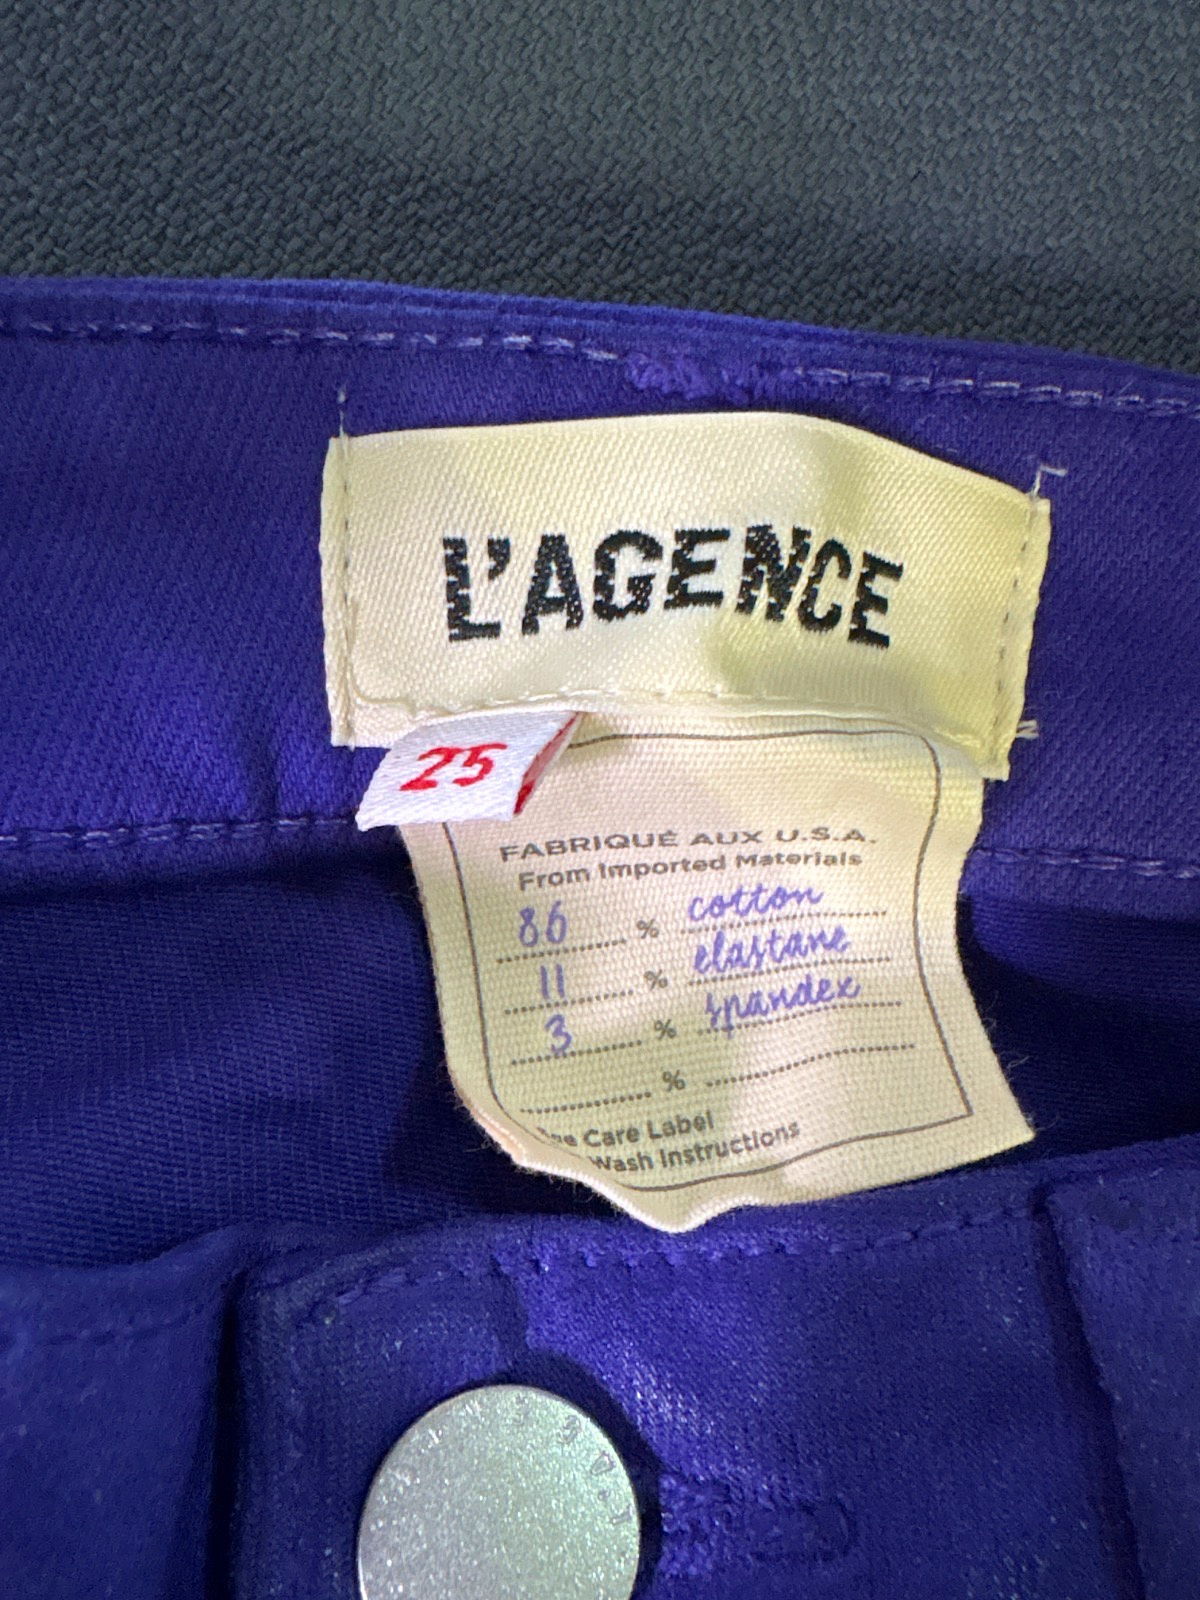 L'AGENCE
25
FABRIQUÉ AUX U.S.A.
From Imported Materials
86 % cotton
11 % elastane
3 % spandex
%
Care Label
Wash Instructions